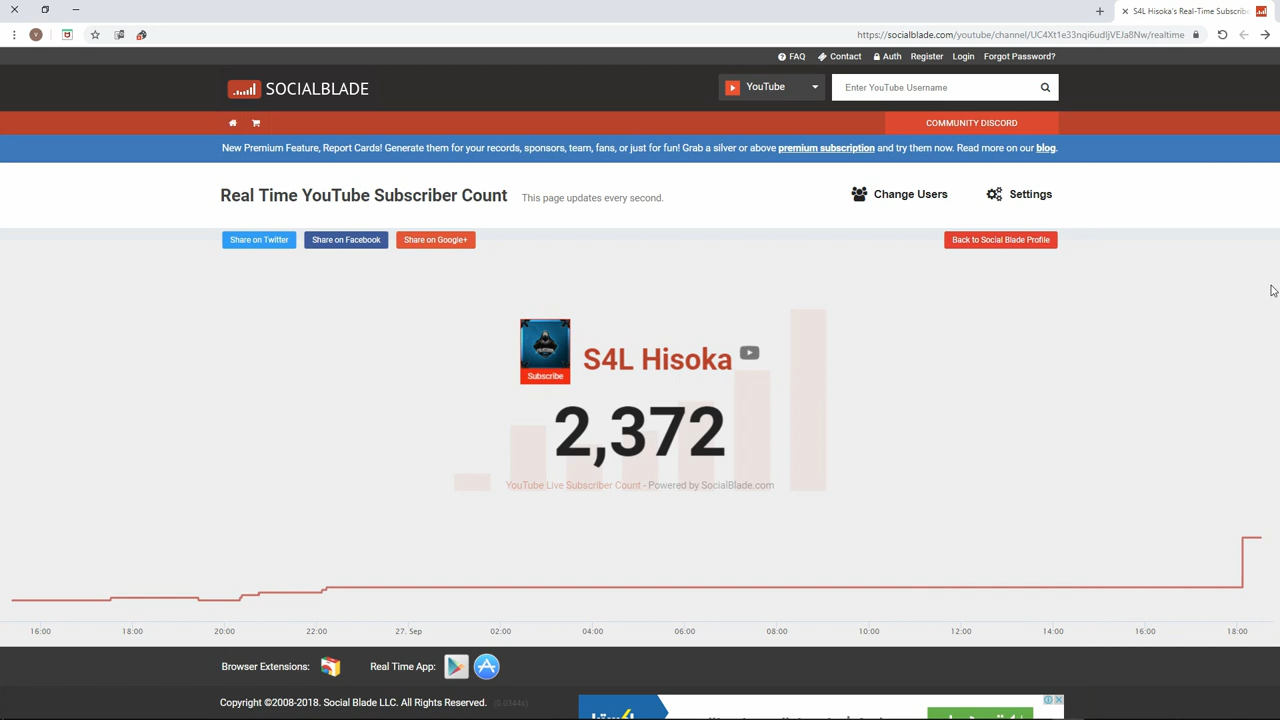 S4L Hisoka's Real-Time Subscribe
https://socialblade.com/youtube/channel/UC4Xt1e33nqi6udIjVEJa8Nw/realtime
FAQ Contact Auth Register Login Forgot Password?
SOCIALBLADE
YouTube
Enter YouTube Username
COMMUNITY DISCORD
New Premium Feature, Report Cards! Generate them for your records, sponsors, team, fans, or just for fun! Grab a silver or above premium subscription and try them now. Read more on our blog.
Real Time YouTube Subscriber Count
This page updates every second.
Change Users
Settings
Share on Twitter
Share on Facebook
Share on Google+
Back to Social Blade Profile
S4L Hisoka
Subscribe
2,372
YouTube Live Subscriber Count - Powered by SocialBlade.com
16:00 18:00 20:00 22:00 27. Sep 02:00 04:00 06:00 08:00 10:00 12:00 14:00 16:00 18:00
Browser Extensions:
Real Time App:
Copyright ©2008-2018. Social Blade LLC. All Rights Reserved. (0.0344s)